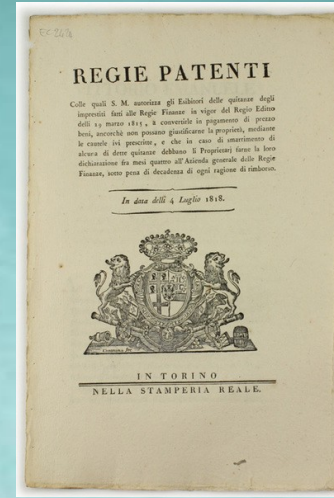 REGIE PATENTI
Colle quali S. M. autorizza gli Esibitori delle quitanze degli
imprestiti fatti alle Regie Finanze in vigor del Regio Editto
delli 23 marzo 1815, a convertirle in pagamento di prezzo
beni, ancorchè non possano giustificarne la proprietà, mediante
le cautele ivi prescritte, e che in caso di smarrimento di
alcuna di dette quitanze debbano li Proprietarj farne la loro
dichiarazione fra mesi quattro all'Azienda generale delle Regie
Finanze, sotto pena di decadenza di ogni ragione di rimborso.
In data delli 4 Luglio 1818.
IN TORINO
NELLA STAMPERIA REALE.